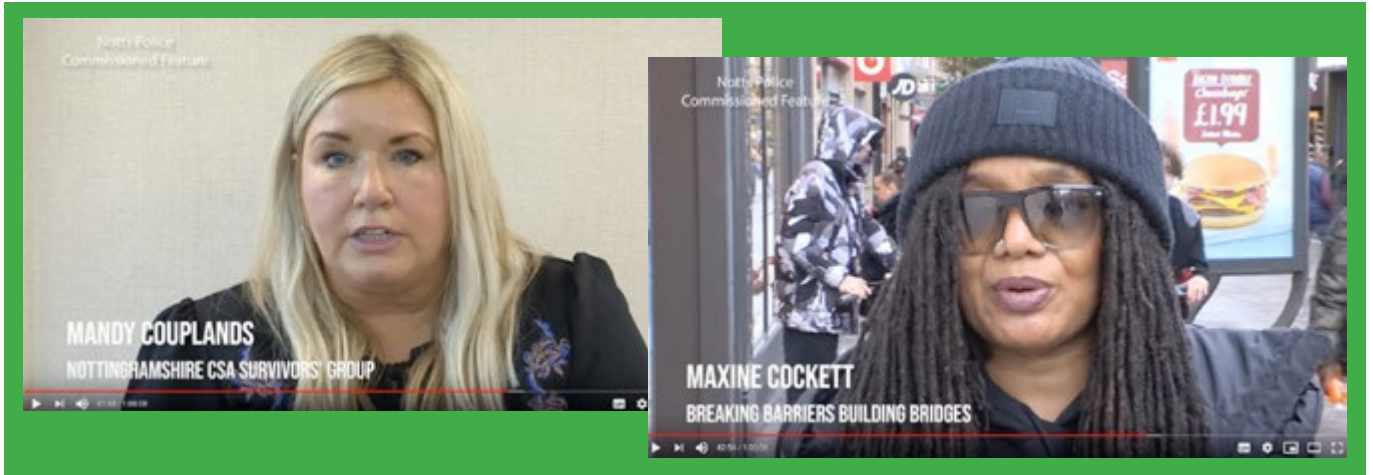 Notts Police
Commissioned Feature
MANDY COUPLANDS
NOTTINGHAMSHIRE CSA SURVIVORS' GROUP
Notts Police
Commissioned Feature
JD
£1.99
MAXINE COCKETT
BREAKING BARRIERS BUILDING BRIDGES